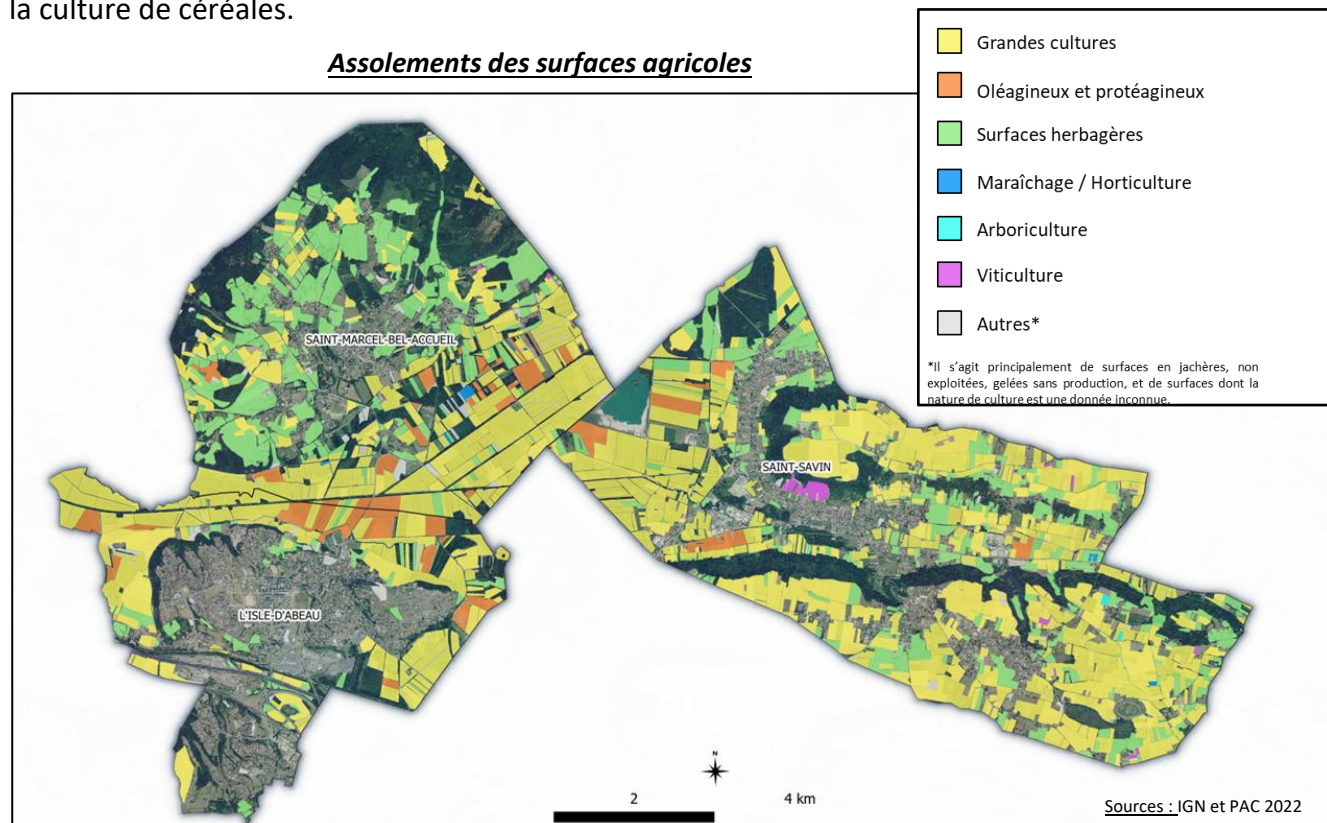 la culture de céréales.
Assolements des surfaces agricoles
Grandes cultures
Oléagineux et protéagineux
Surfaces herbagères
Maraîchage / Horticulture
Arboriculture
Viticulture
Autres*
*Il s'agit principalement de surfaces en jachères, non
exploitées, gelées sans production, et de surfaces dont la
nature de culture est une donnée inconnue.
SAINT-MARCEL-BEL-ACCUEIL
SAINT-SAVIN
L'ISLE-D'ABEAU
N
2 4 km
Sources : IGN et PAC 2022